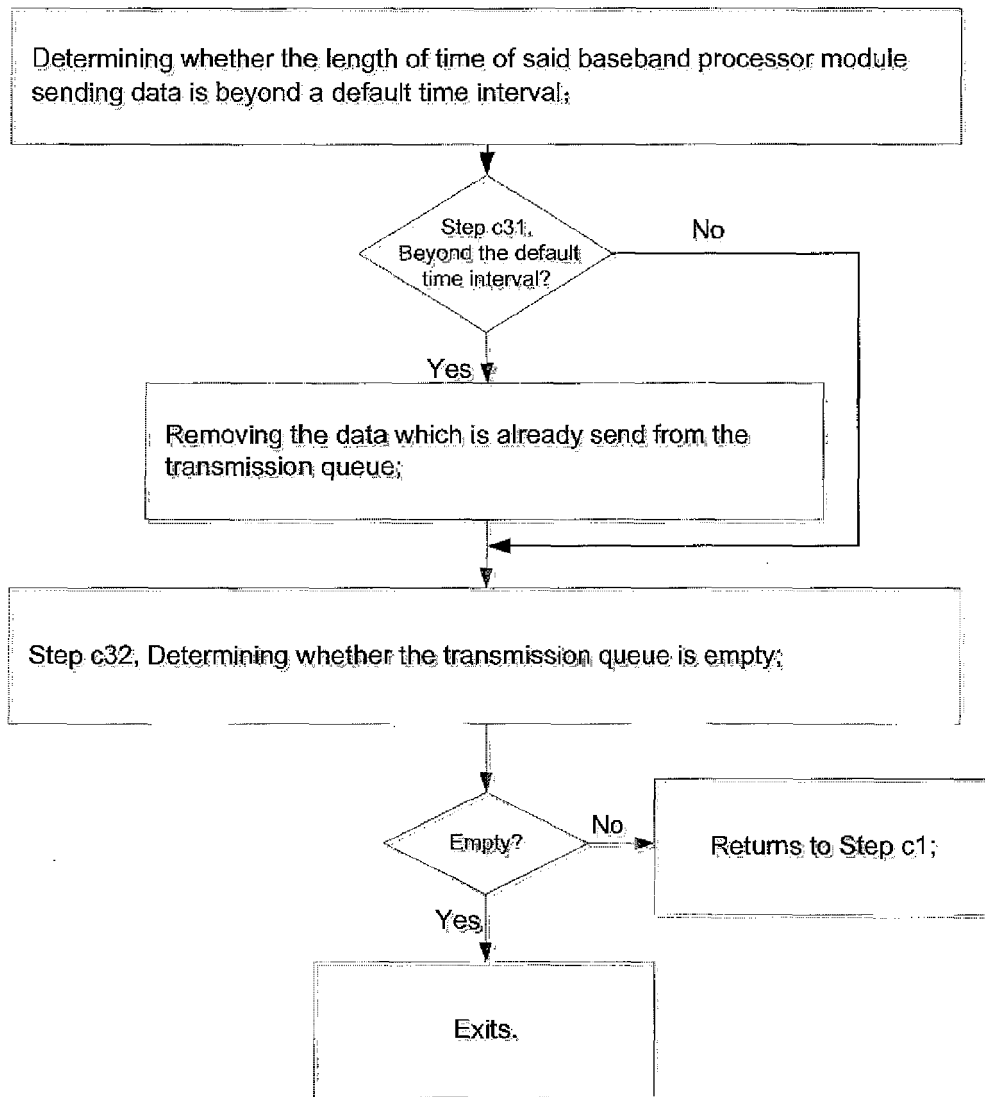 Determining whether the length of time of said baseband processor module
sending data is beyond a default time interval;
Step c31,
Beyond the default
time interval?
No
Yes
Removing the data which is already send from the
transmission queue;
Step c32, Determining whether the transmission queue is empty;
Empty?
No
Returns to Step c1;
Yes
Exits.